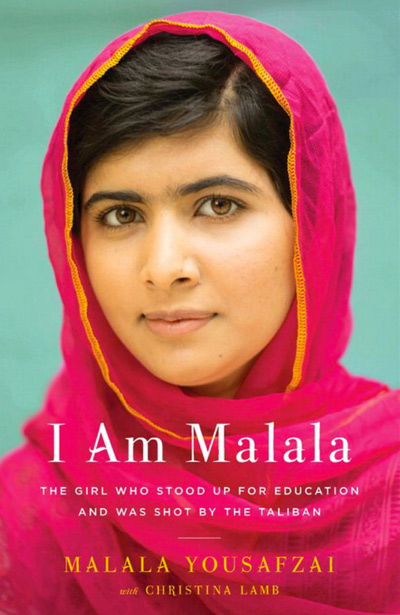 I Am Malala
THE GIRL WHO STOOD UP FOR EDUCATION
AND WAS SHOT BY THE TALIBAN
MALALA YOUSAFZAI
with CHRISTINA LAMB